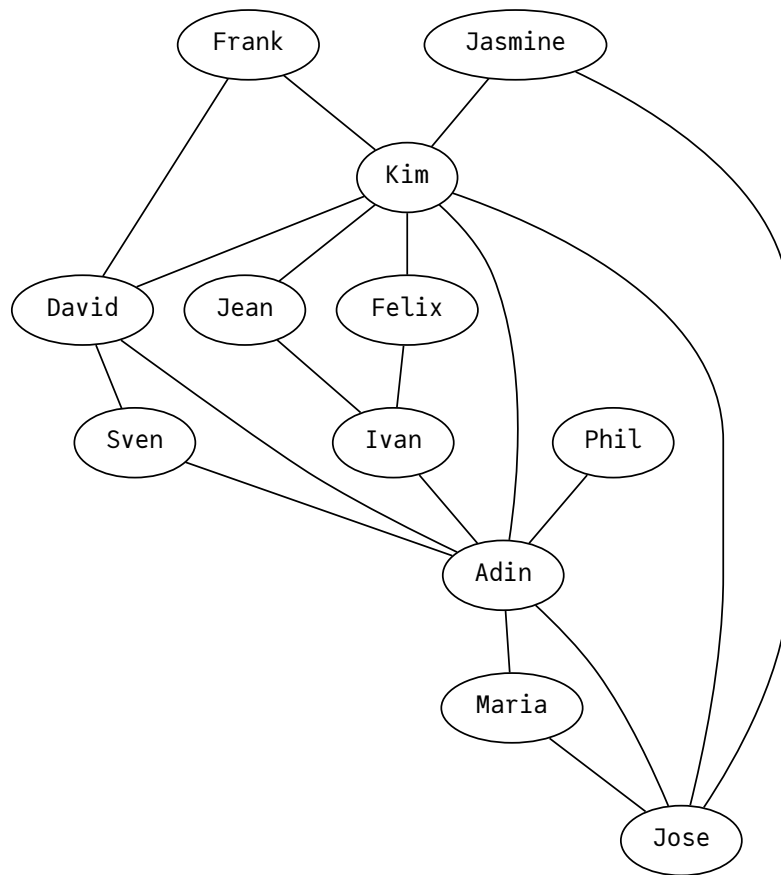 Frank
Jasmine
Kim
David
Jean
Felix
Sven
Ivan
Phil
Adin
Maria
Jose